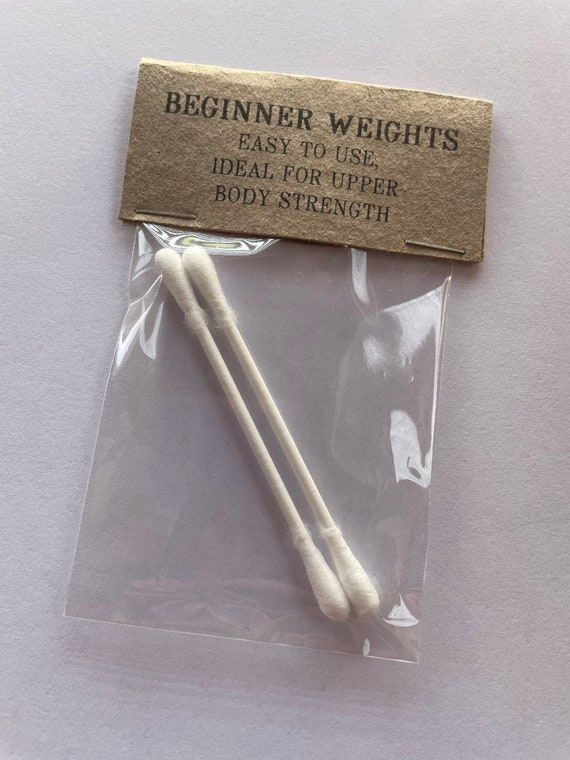 BEGINNER WEIGHTS
EASY TO USE,
IDEAL FOR UPPER
BODY STRENGTH